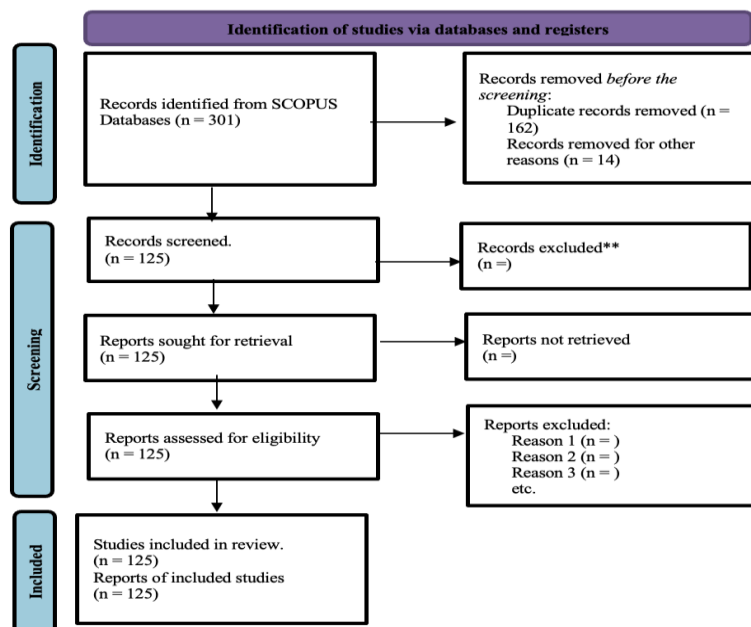 Identification of studies via databases and registers
Identification
Records identified from SCOPUS
Databases (n = 301)
Records removed before the
screening:
Duplicate records removed (n =
162)
Records removed for other
reasons (n = 14)
Screening
Records screened.
(n = 125)
Records excluded**
(n =)
Reports sought for retrieval
(n = 125)
Reports not retrieved
(n =)
Reports assessed for eligibility
(n = 125)
Reports excluded:
Reason 1 (n = )
Reason 2 (n = )
Reason 3 (n = )
etc.
Included
Studies included in review.
(n = 125)
Reports of included studies
(n = 125)